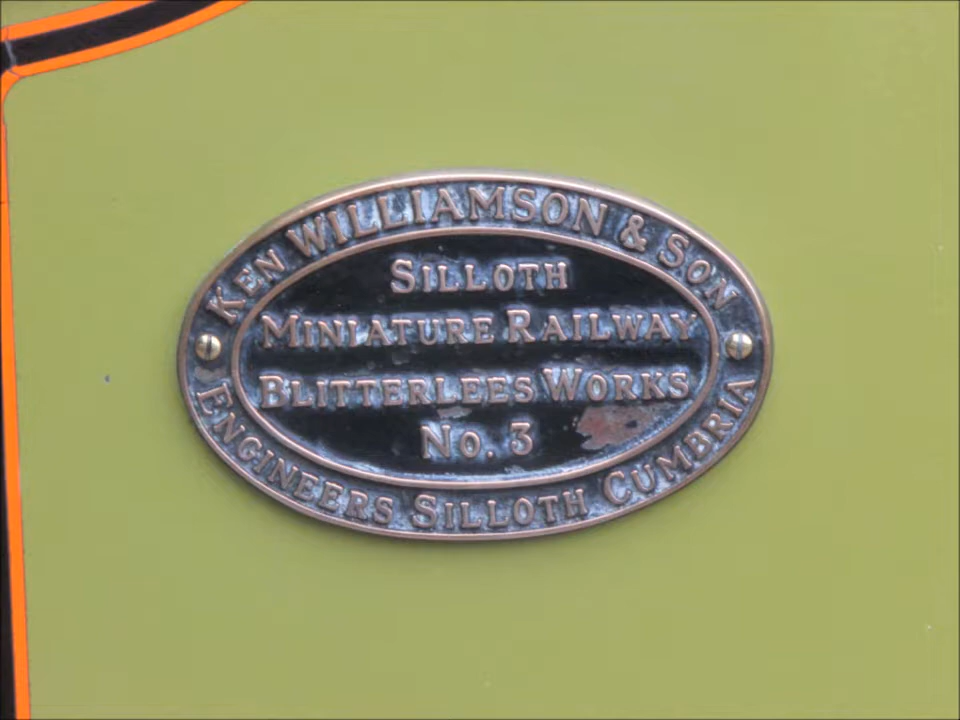 KEN WILLIAMSON & SON
SILLOTH
MINIATURE RAILWAY
BLITTERLEES WORKS
No. 3
ENGINEERS SILLOTH CUMBRIA